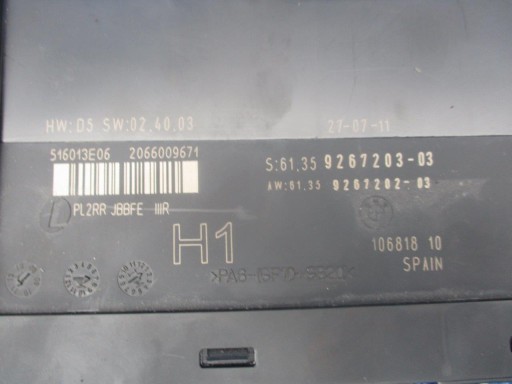 HW:D5 SW:02.40.03
27-07-11
516013E06 2066009671
S:61.35 9267203-03
AW:61.35 9267202-03
PL2RR JBBFE IIIR
H1
106818 10
SPAIN